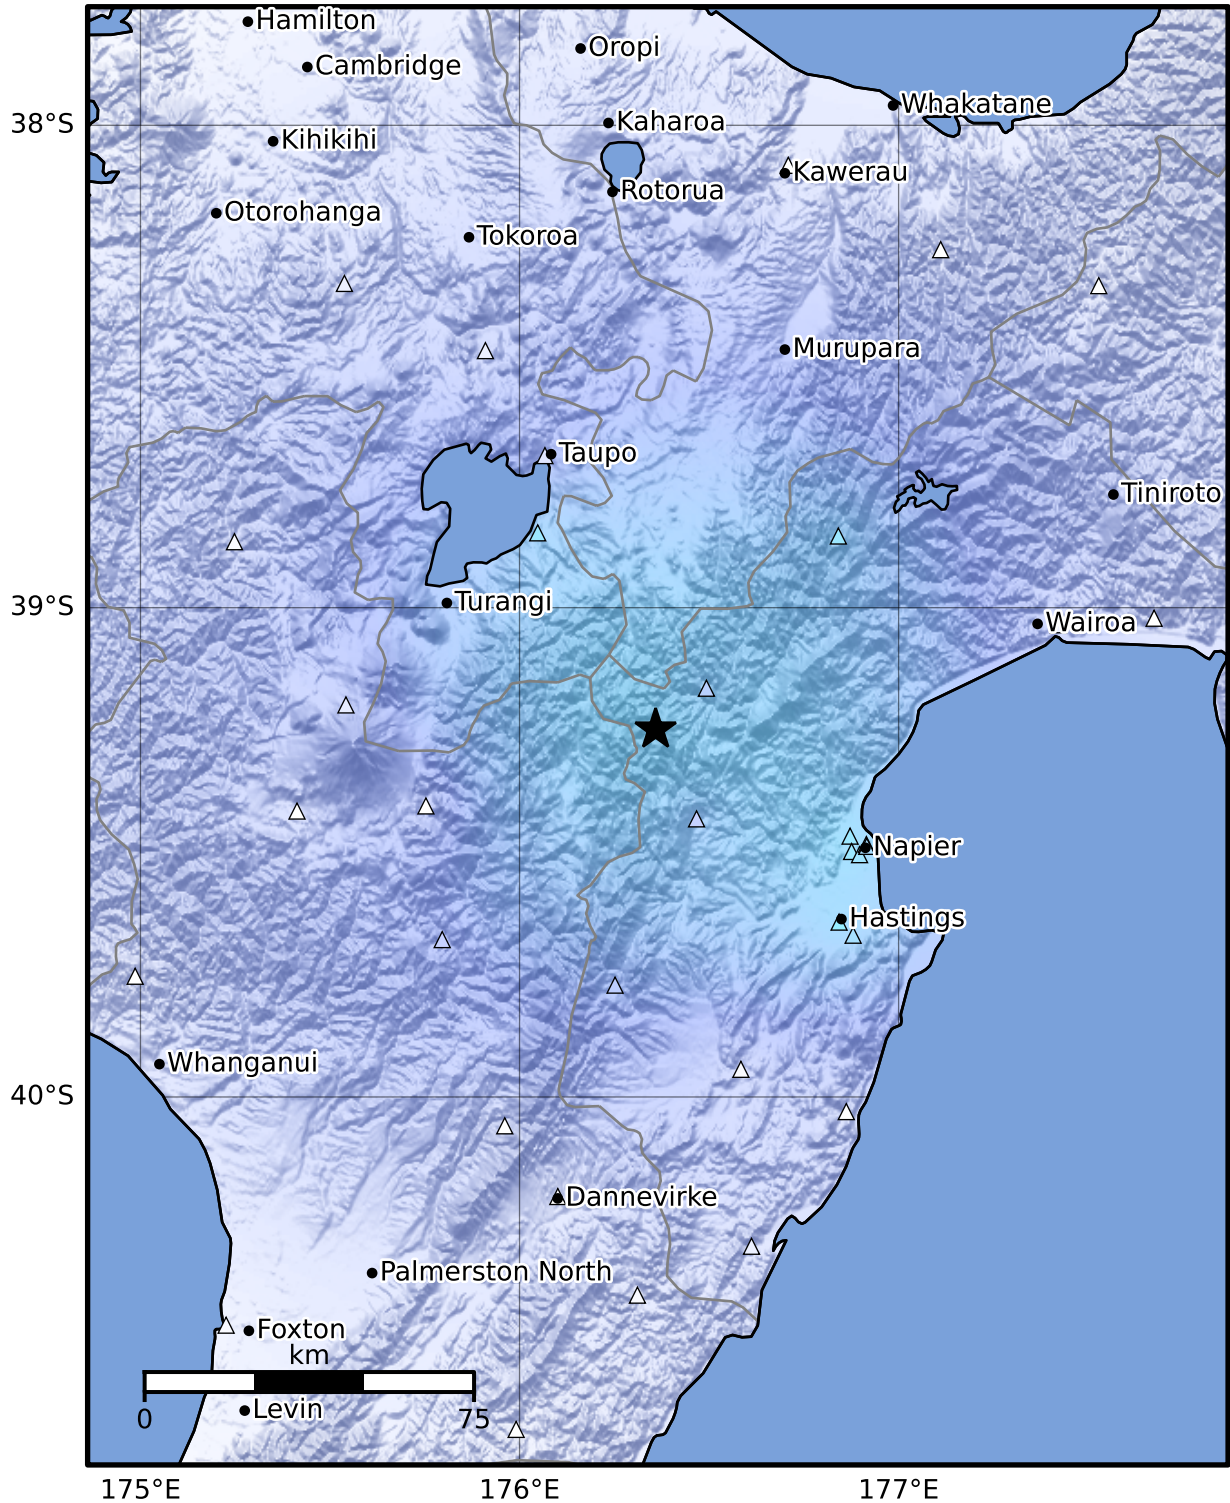 Hamilton
Oropi
Cambridge
Whakatane
38°S
Kaharoa
Kihikihi
Kawerau
Rotorua
Otorohanga
Tokoroa
Murupara
Taupo
Tiniroto
39°S
Turangi
Wairoa
Napier
Hastings
Whanganui
40°S
Dannevirke
Palmerston North
Foxton
km
Levin
0 75
175°E 176°E 177°E